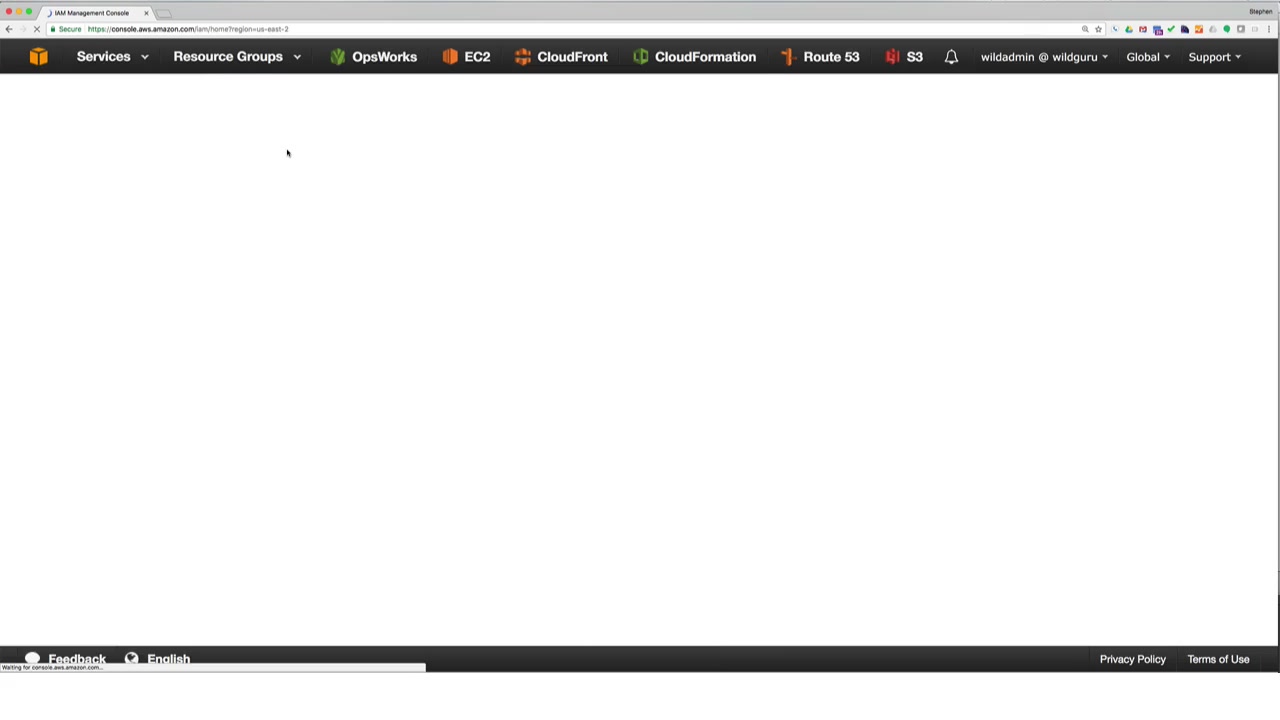 IAM Management Console
Stephen
Secure https://console.aws.amazon.com/iam/home?region=us-east-2
Services Resource Groups OpsWorks EC2 CloudFront CloudFormation Route 53 S3 wildadmin @ wildguru Global Support
Feedback English Privacy Policy Terms of Use
Waiting for console.aws.amazon.com...